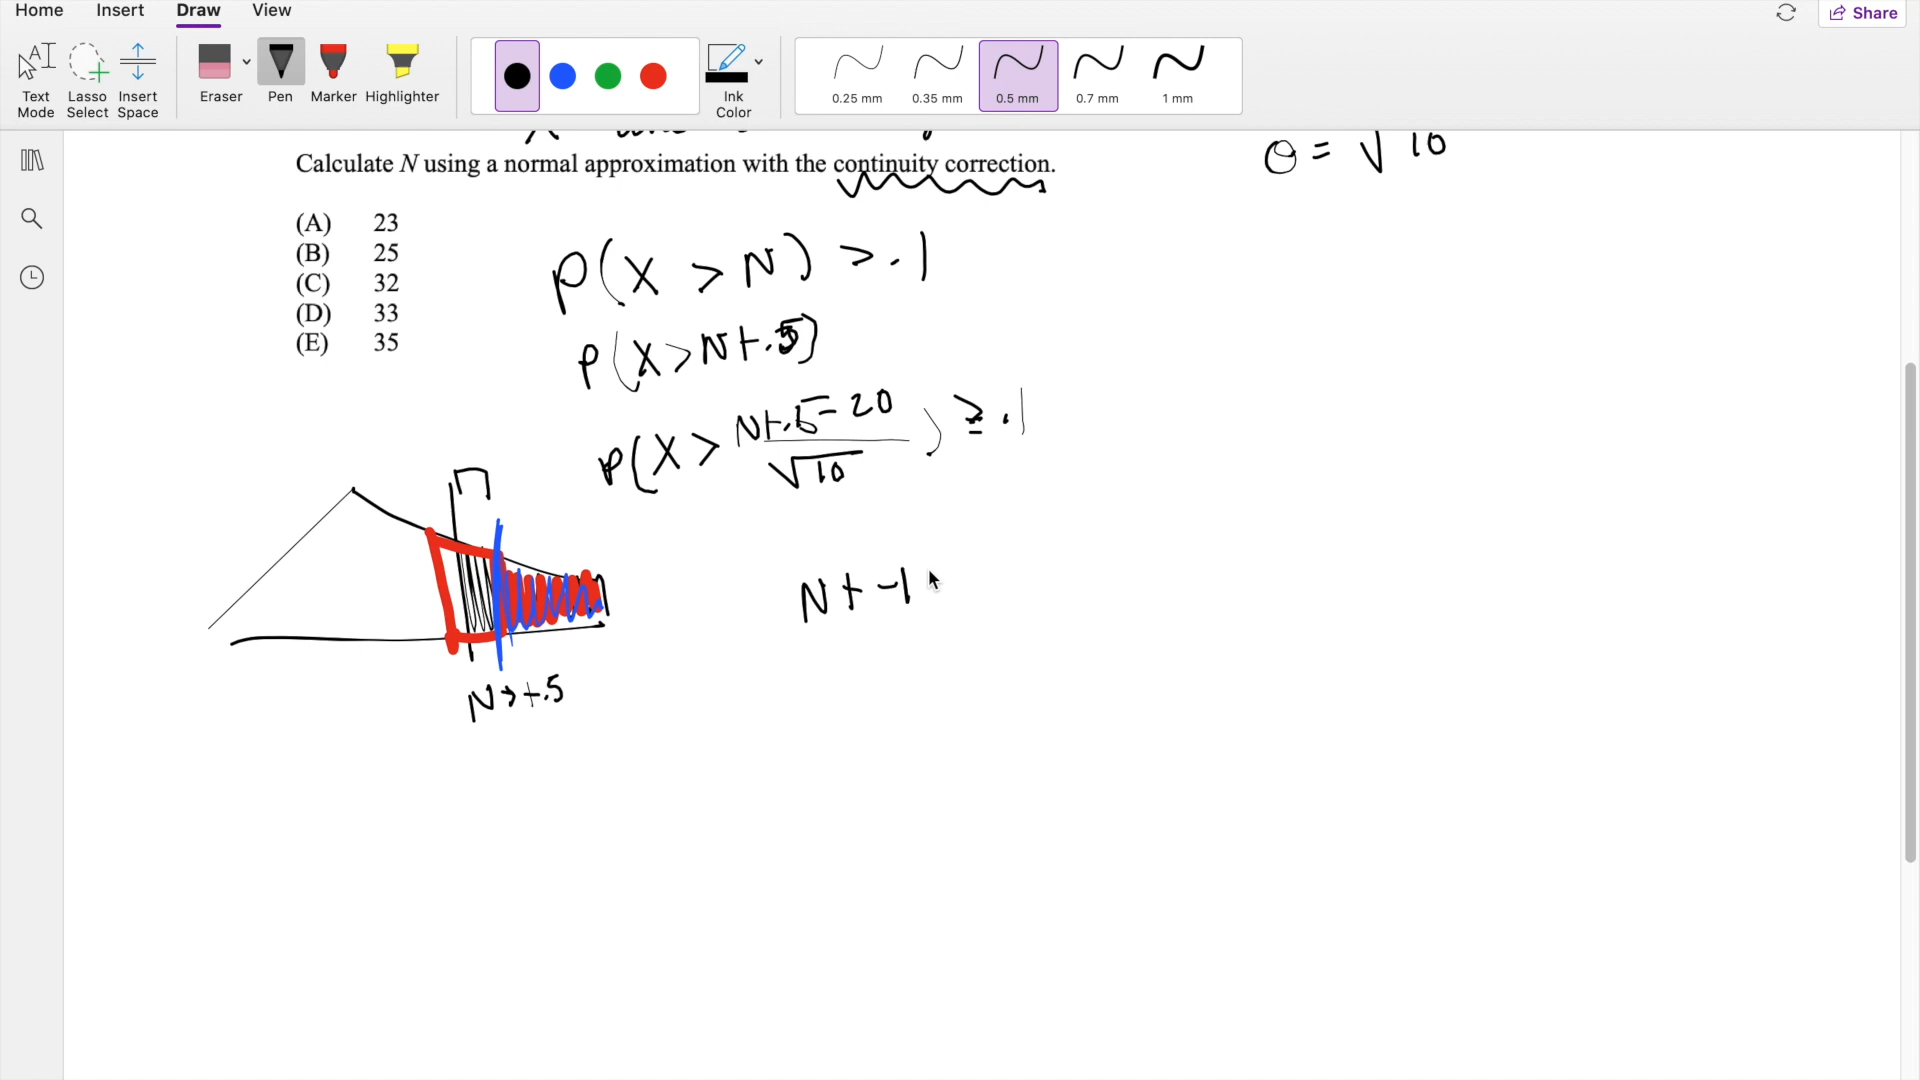 Home Insert Draw View
Share
Text Mode
Lasso Select
Insert Space
Eraser
Pen
Marker
Highlighter
Ink Color
0.25 mm
0.35 mm
0.5 mm
0.7 mm
1 mm
Calculate N using a normal approximation with the continuity correction.
θ = √10
(A) 23
(B) 25
(C) 32
(D) 33
(E) 35
P(X > N) > .1
P(X > N + .5)
P(X > N+.5 - 20 / √10) ≥ .1
N + -1
N > +.5